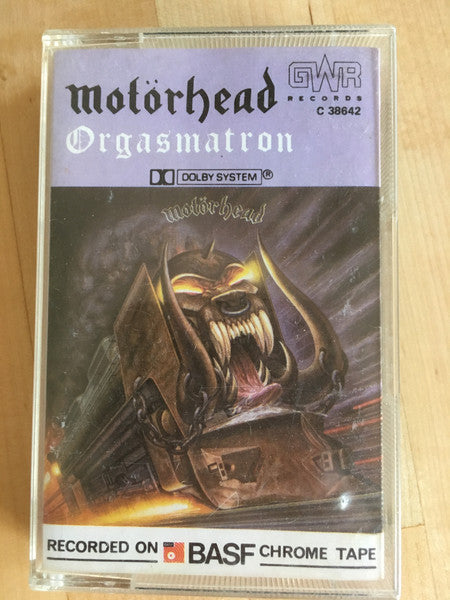 motörhead
Orgasmatron
GWR
RECORDS
C 38642
DOLBY SYSTEM ®
motörhead
RECORDED ON BASF CHROME TAPE